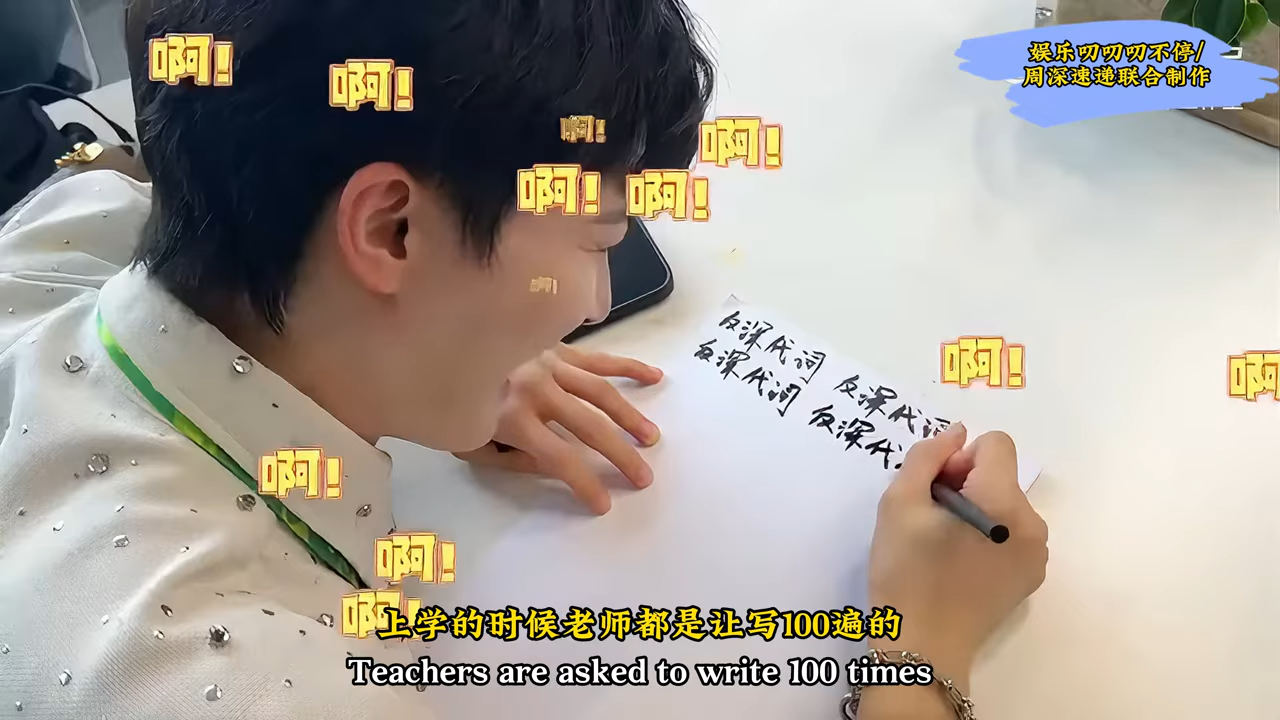 娱乐叨叨叨不停/
周深速递联合制作
啊!
啊!
啊!
啊!
啊!
啊!
啊!
啊!
啊!
啊!
啊!
啊!
反深代词 反深代词
反深代词 反深代
上学的时候老师都是让写100遍的
Teachers are asked to write 100 times